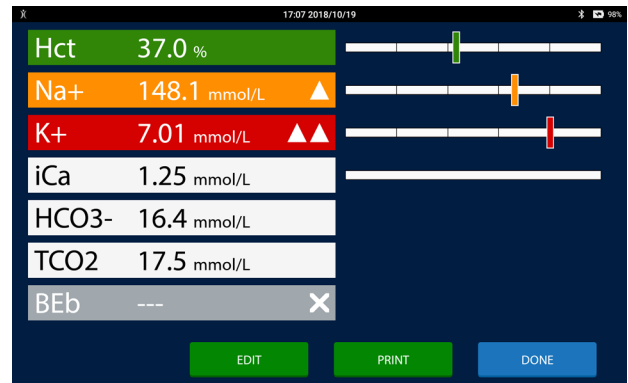 17:07 2018/10/19 98%
Hct 37.0 %
Na+ 148.1 mmol/L
K+ 7.01 mmol/L
iCa 1.25 mmol/L
HCO3- 16.4 mmol/L
TCO2 17.5 mmol/L
BEb ---
EDIT PRINT DONE